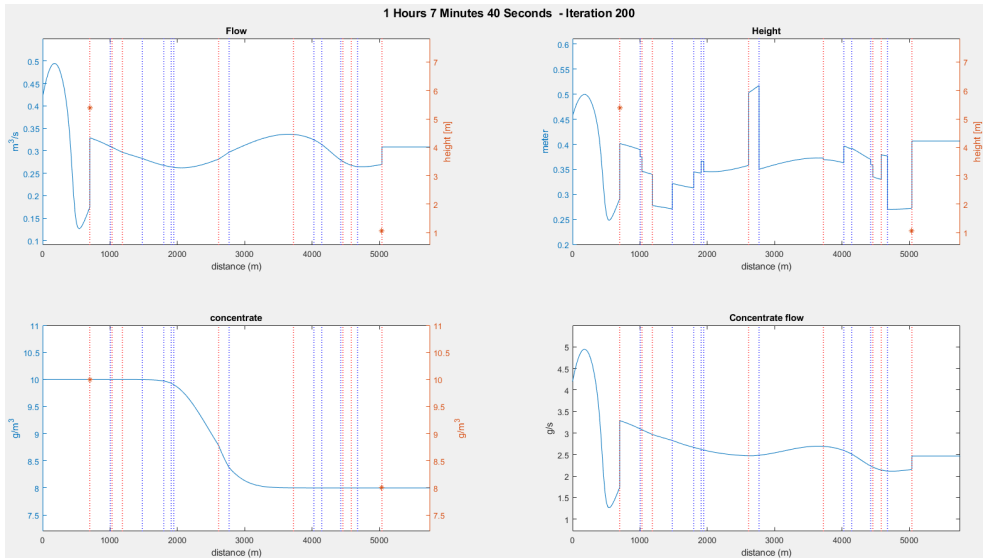 1 Hours 7 Minutes 40 Seconds - Iteration 200
Flow
0.5
0.45
0.4
0.35
0.3
0.25
0.2
0.15
0.1
m³/s
7
6
5
4
3
2
1
height [m]
0 1000 2000 3000 4000 5000
distance (m)
Height
0.6
0.55
0.5
0.45
0.4
0.35
0.3
0.25
0.2
meter
7
6
5
4
3
2
1
height [m]
0 1000 2000 3000 4000 5000
distance (m)
concentrate
11
10.5
10
9.5
9
8.5
8
7.5
g/m³
11
10.5
10
9.5
9
8.5
8
7.5
g/m³
0 1000 2000 3000 4000 5000
distance (m)
Concentrate flow
5
4.5
4
3.5
3
2.5
2
1.5
1
g/s
0 1000 2000 3000 4000 5000
distance (m)